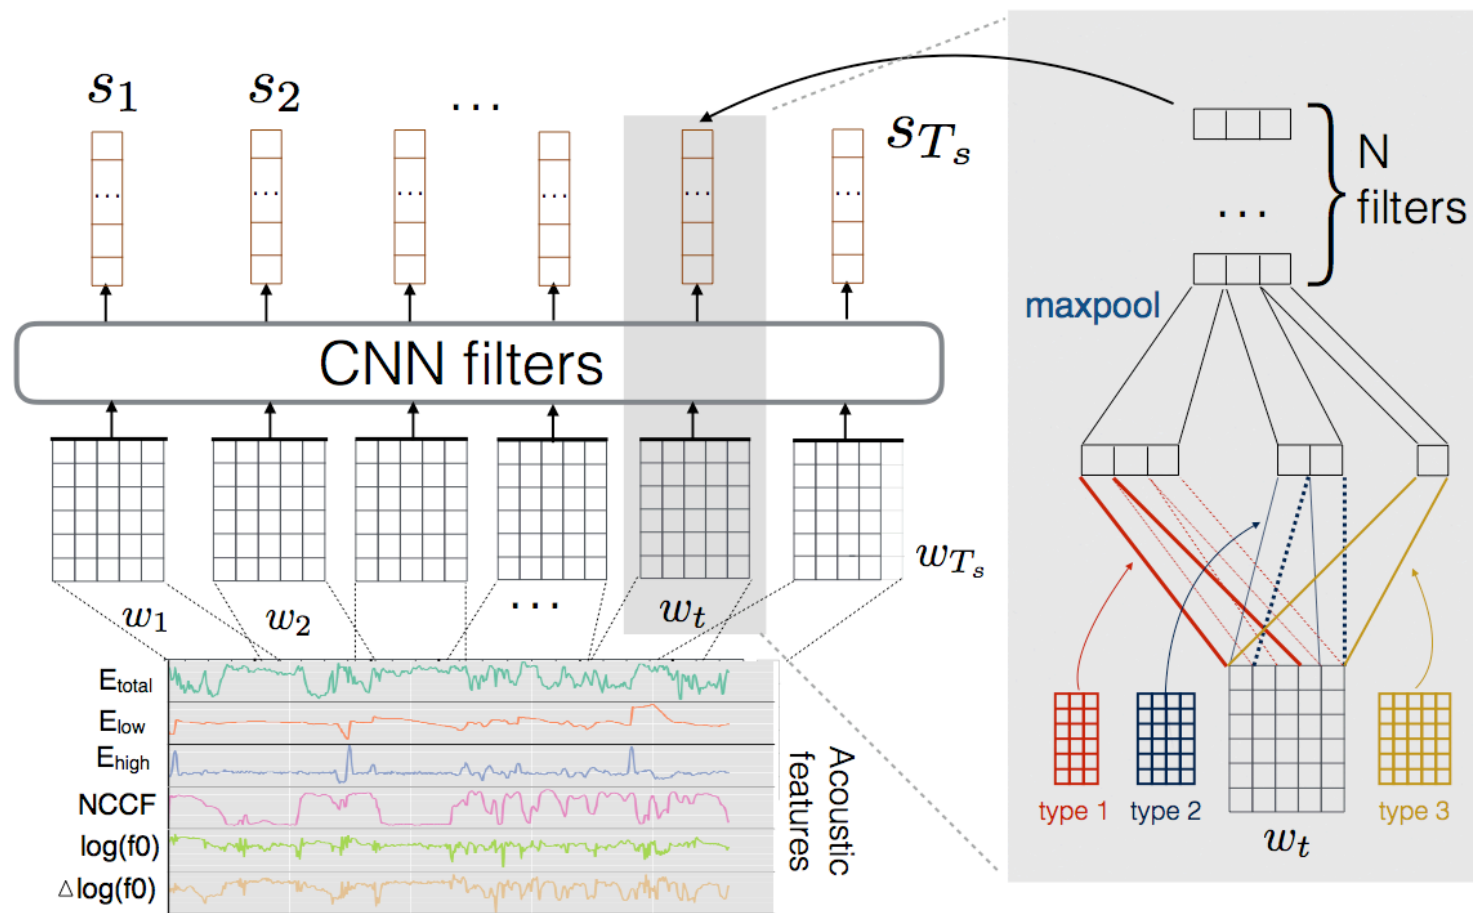 s1 s2 ... sTs
... ... ... ... ... ...
CNN filters
w1 w2 ... wt wTs
Etotal
Elow
Ehigh
NCCF
log(f0)
Δlog(f0)
Acoustic
features
N
filters
...
maxpool
type 1 type 2 type 3
wt